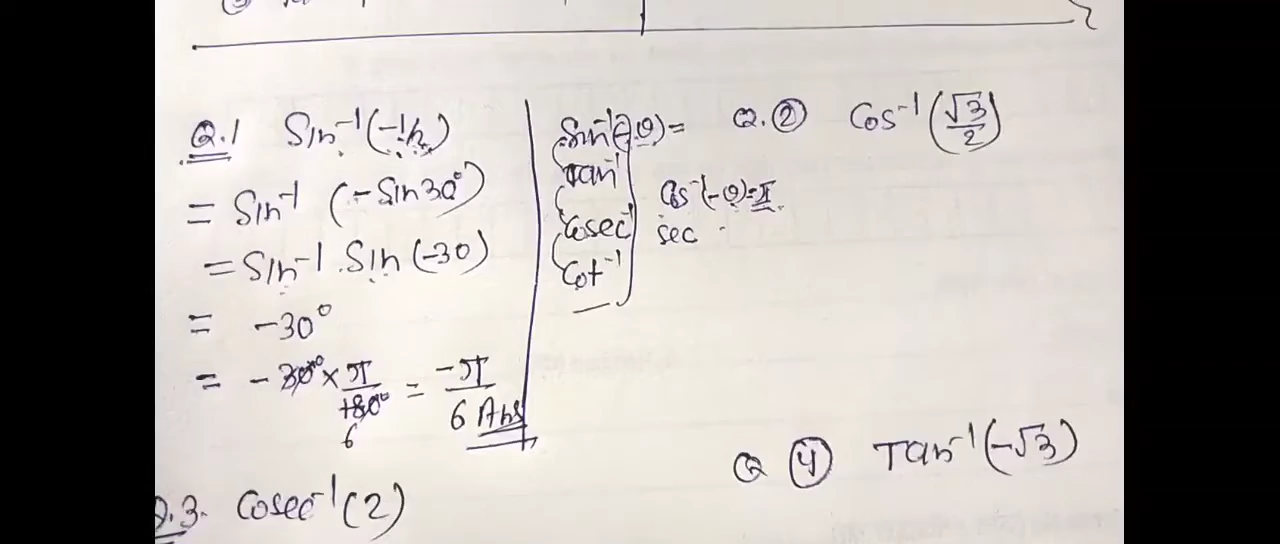 Q.1 Sin⁻¹(-1/2)
= Sin⁻¹ (-Sin30°)
= Sin⁻¹ . Sin (-30)
= -30°
= -30° × π/180° = -π/6 Ans
6
Sin⁻¹(-θ)=
Tan⁻¹
Cosec⁻¹
Cot⁻¹
Cos⁻¹(-θ)=π
Sec
Q.② Cos⁻¹(√3/2)
Q.3. Cosec⁻¹(2)
Q ④ Tan⁻¹(-√3)